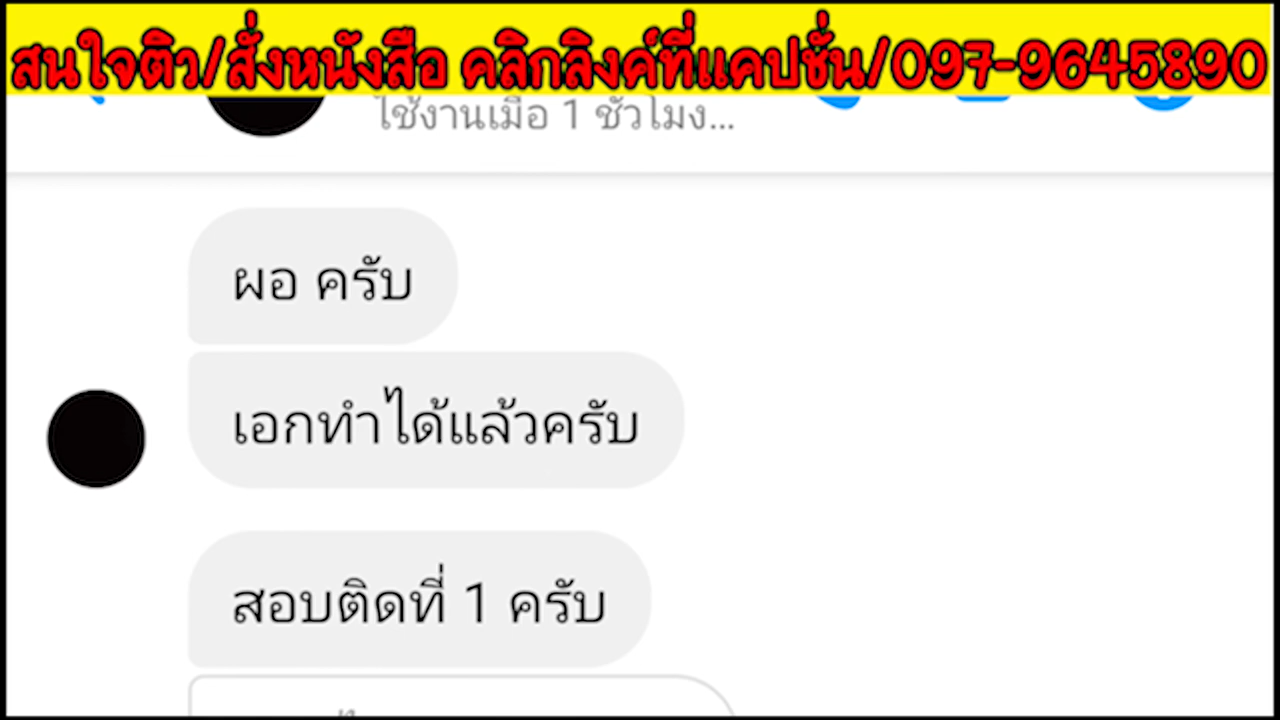 สนใจติว/สั่งหนังสือ คลิกลิงค์ที่แคปชั่น/097-9645890
ใช้งานเมื่อ 1 ชั่วโมง...
ผอ ครับ
เอกทำได้แล้วครับ
สอบติดที่ 1 ครับ